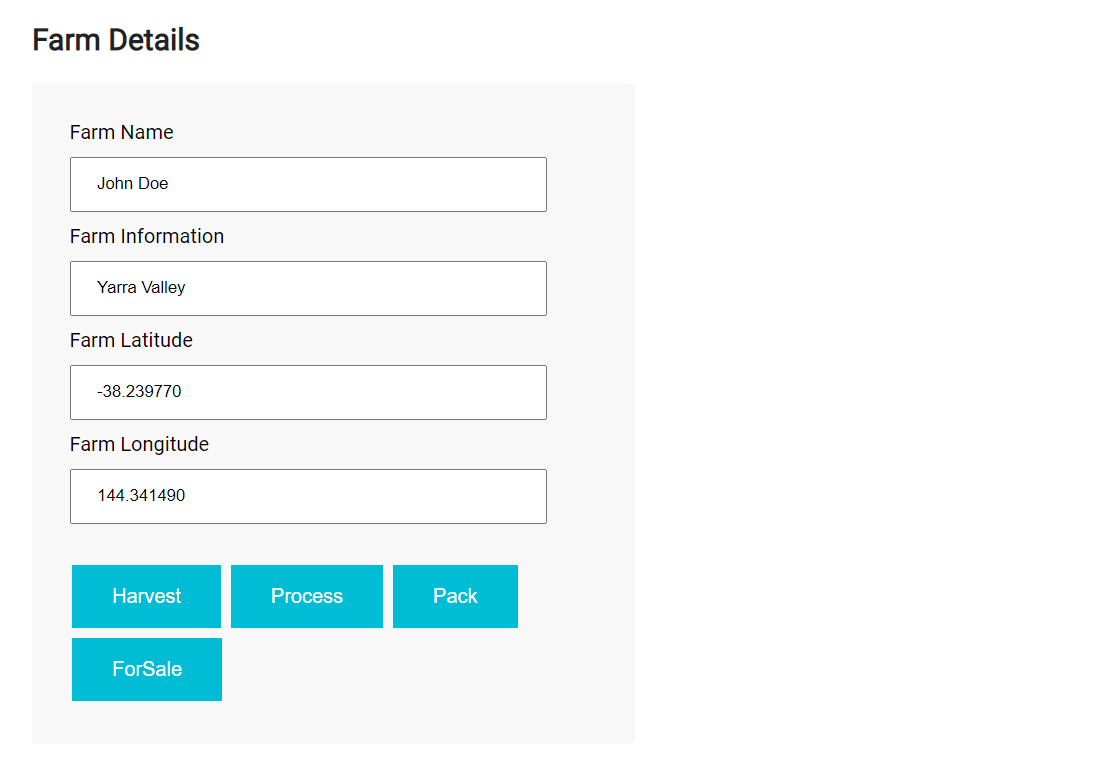 Farm Details
Farm Name
John Doe
Farm Information
Yarra Valley
Farm Latitude
-38.239770
Farm Longitude
144.341490
Harvest Process Pack
ForSale